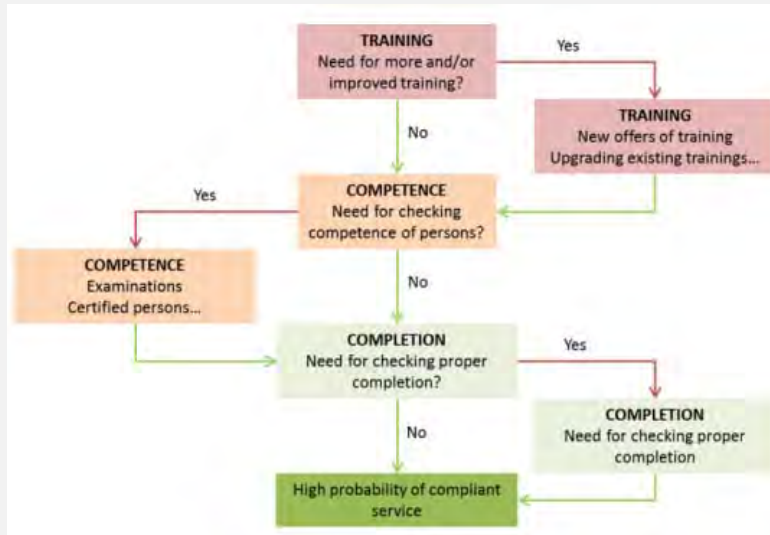 TRAINING
Need for more and/or
improved training?
Yes
No
TRAINING
New offers of training
Upgrading existing trainings...
COMPETENCE
Need for checking
competence of persons?
Yes
No
COMPETENCE
Examinations
Certified persons...
COMPLETION
Need for checking proper
completion?
Yes
No
COMPLETION
Need for checking proper
completion
High probability of compliant
service